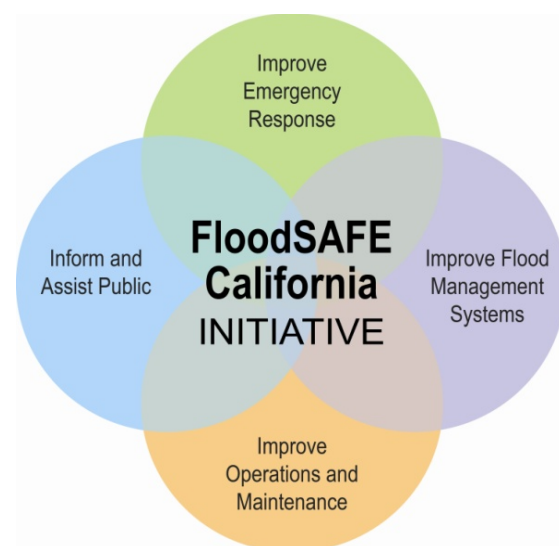 Improve
Emergency
Response
Inform and
Assist Public
FloodSAFE
California
INITIATIVE
Improve Flood
Management
Systems
Improve
Operations and
Maintenance